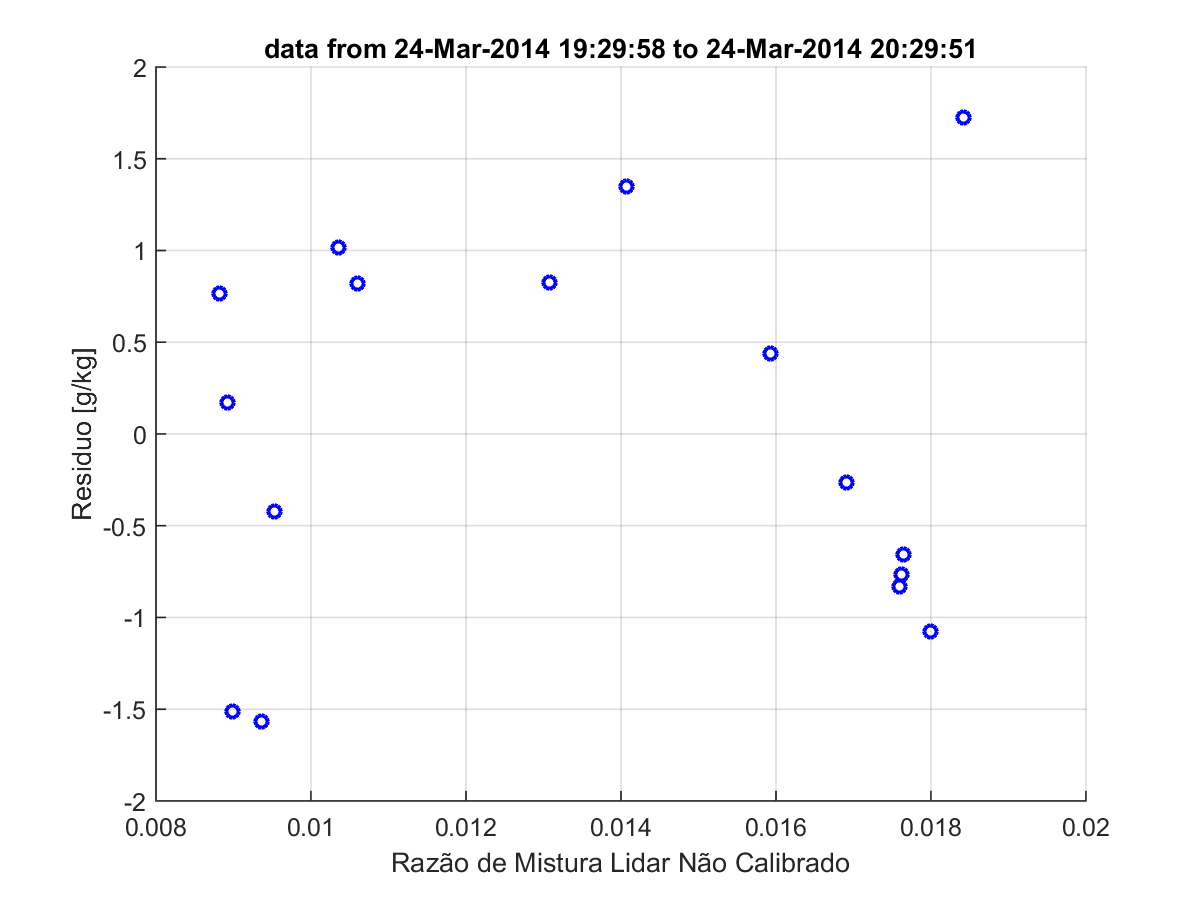 data from 24-Mar-2014 19:29:58 to 24-Mar-2014 20:29:51
2
1.5
1
0.5
0
-0.5
-1
-1.5
-2
Residuo [g/kg]
0.008 0.01 0.012 0.014 0.016 0.018 0.02
Razão de Mistura Lidar Não Calibrado